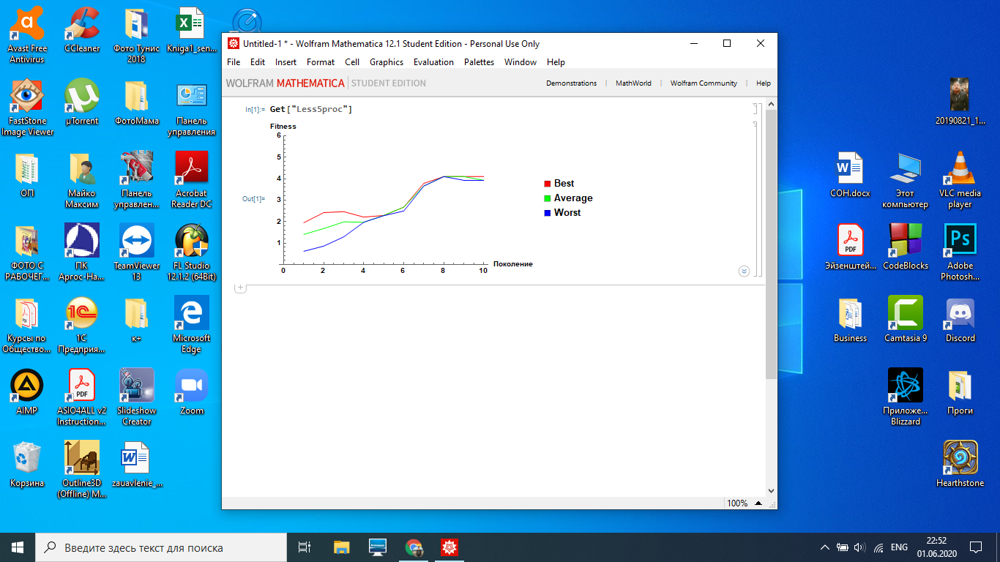 Avast Free
Antivirus
CCleaner
Фото Тунис
2018
Kniga1_sen...
FastStone
Image Viewer
µTorrent
ФотоМама
Панель
управления
ОП
Майко
Максим
Панель
управлен...
Acrobat
Reader DC
ФОТО С
РАБОЧЕГ...
ПК
Аргос-На...
TeamViewer
13
FL Studio
12.1.2 (64Bit)
Курсы по
Общество...
1С
Предприя...
к+
Microsoft
Edge
AIMP
ASIO4ALL v2
Instruction...
Slideshow
Creator
Zoom
Корзина
Outline3D
(Offline) M...
zauavlenie_...
Untitled-1 * - Wolfram Mathematica 12.1 Student Edition - Personal Use Only
File Edit Insert Format Cell Graphics Evaluation Palettes Window Help
WOLFRAM MATHEMATICA STUDENT EDITION
Demonstrations MathWorld Wolfram Community Help
In[1]:= Get["Less5proc"]
Fitness
6
5
4
3
2
1
0 2 4 6 8 10
Поколение
Out[1]=
Best
Average
Worst
100%
20190821_1...
СОН.docx
Этот
компьютер
VLC media
player
PDF
Эйзенштей...
CodeBlocks
Ps
Adobe
Photosh...
Business
Camtasia 9
Discord
Приложе...
Blizzard
Проги
Hearthstone
Введите здесь текст для поиска
ENG
22:52
01.06.2020